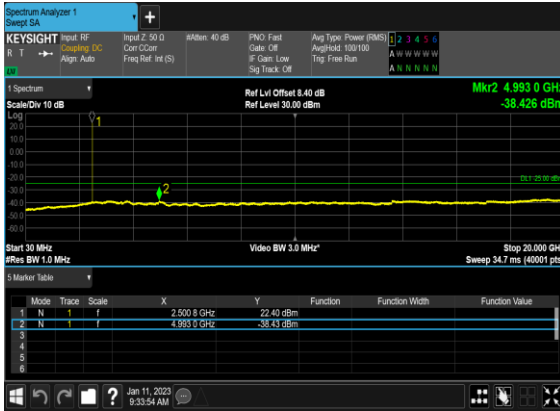 Spectrum Analyzer 1
Swept SA
KEYSIGHT Input: RF Input Z: 50 Ω #Atten: 40 dB PNO: Fast Avg Type: Power (RMS) 1 2 3 4 5 6
R T Coupling: DC Corr CCorr Gate: Off Avg|Hold: 100/100 A W W W W W
Align: Auto Freq Ref: Int (S) IF Gain: Low Trig: Free Run
Sig Track: Off A N N N N N
1 Spectrum Ref Lvl Offset 8.40 dB Mkr2 4.993 0 GHz
Scale/Div 10 dB Ref Level 30.00 dBm -38.426 dBm
Log
20.0
10.0
0.00
-10.0
-20.0
-30.0
-40.0
-50.0
-60.0
1
2
Start 30 MHz Video BW 3.0 MHz* Stop 20.000 GH
#Res BW 1.0 MHz Sweep 34.7 ms (40001 pts
5 Marker Table
Mode Trace Scale X Y Function Function Width Function Value
1 N 1 f 2.500 8 GHz 22.40 dBm
2 N 1 f 4.993 0 GHz -38.43 dBm
3
4
5
6
? Jan 11, 2023
9:33:54 AM